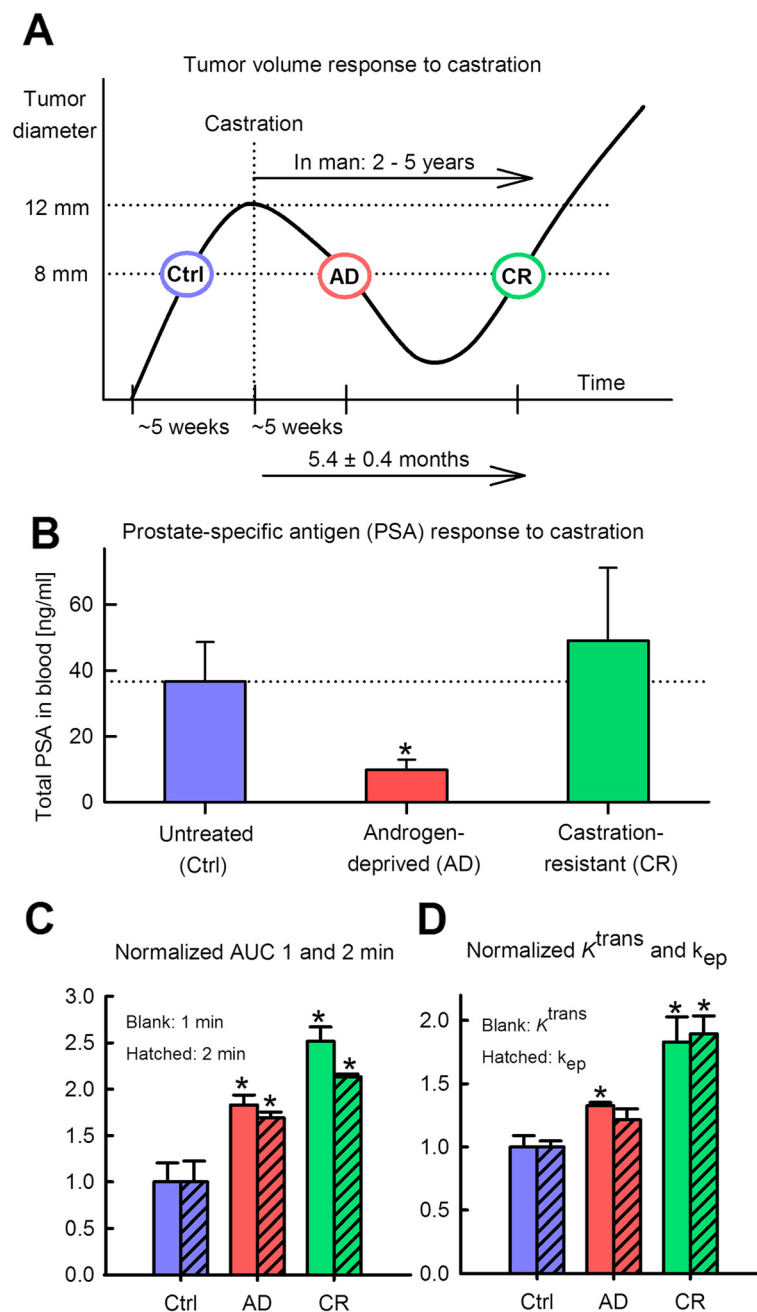 A
Tumor volume response to castration
Tumor
diameter
Castration
In man: 2 - 5 years
12 mm
8 mm
Ctrl
AD
CR
Time
~5 weeks
~5 weeks
5.4 ± 0.4 months
B
Prostate-specific antigen (PSA) response to castration
Total PSA in blood [ng/ml]
60
40
20
0
*
Untreated
(Ctrl)
Androgen-
deprived (AD)
Castration-
resistant (CR)
C
Normalized AUC 1 and 2 min
3.0
2.5
2.0
1.5
1.0
0.5
0.0
Blank: 1 min
Hatched: 2 min
* * * *
Ctrl AD CR
D
Normalized Ktrans and kep
2.0
1.5
1.0
0.5
0.0
Blank: Ktrans
Hatched: kep
* * *
Ctrl AD CR